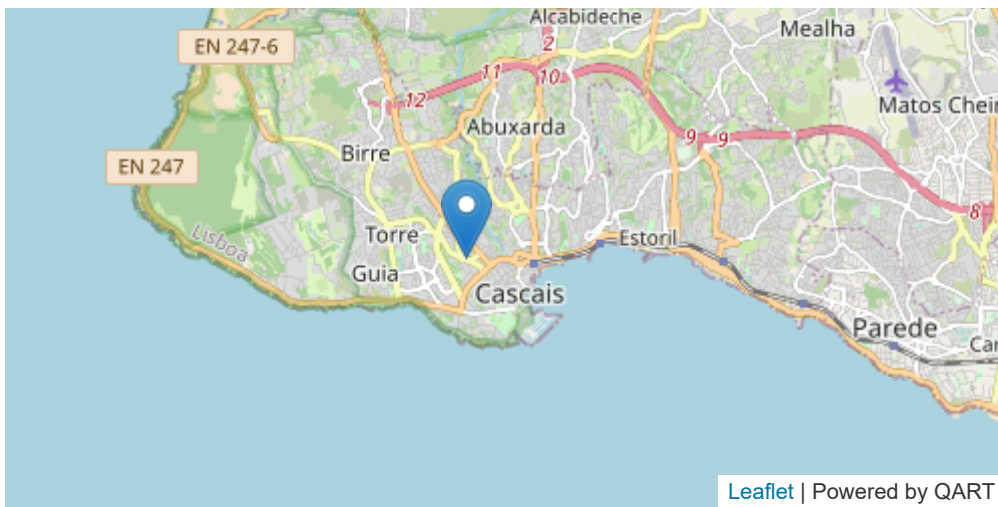 Alcabideche
Mealha
EN 247-6
2
11
10
12
Matos Chei
Abuxarda
9
9
Birre
EN 247
8
Lisboa
Torre
Estoril
Guia
Cascais
Parede
Car
Leaflet | Powered by QART